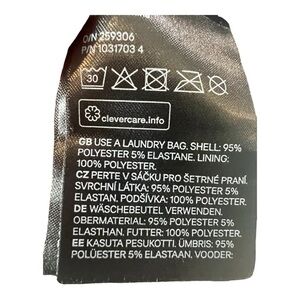 O/N 259306
P/N 1031703 4
30
clevercare.info
GB USE A LAUNDRY BAG. SHELL: 95%
POLYESTER 5% ELASTANE. LINING:
100% POLYESTER.
CZ PERTE V SÁČKU PRO ŠETRNÉ PRANÍ.
SVRCHNÍ LÁTKA: 95% POLYESTER 5%
ELASTAN. PODŠÍVKA: 100% POLYESTER.
DE WÄSCHEBEUTEL VERWENDEN.
OBERMATERIAL: 95% POLYESTER 5%
ELASTHAN. FUTTER: 100% POLYESTER.
EE KASUTA PESUKOTTI. ÜMBRIS: 95%
POLÜESTER 5% ELASTAAN. VOODER: